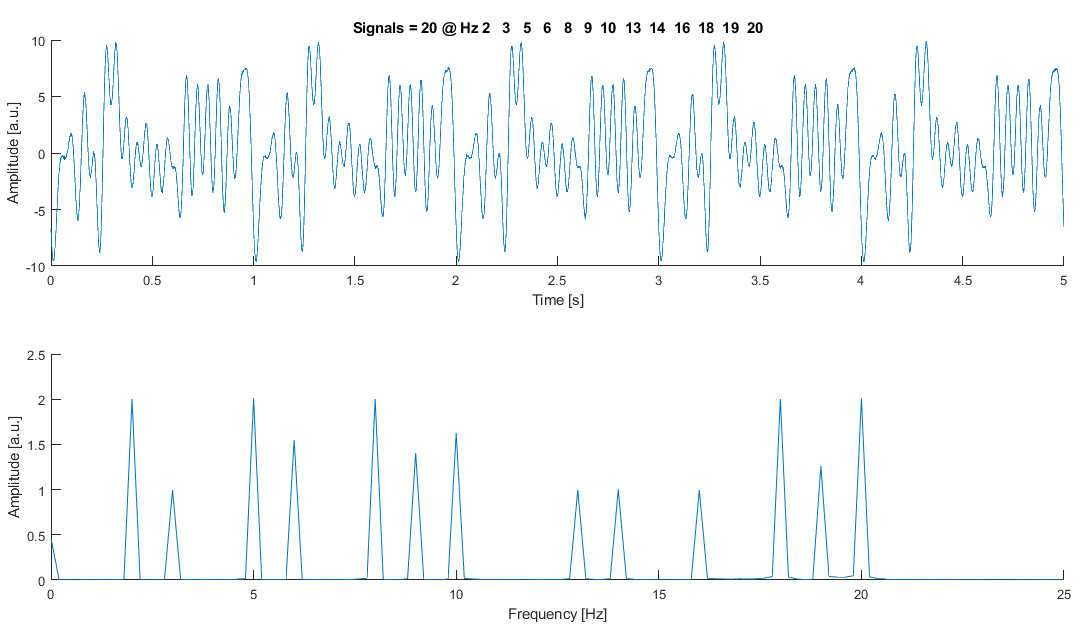 Signals = 20 @ Hz 2 3 5 6 8 9 10 13 14 16 18 19 20
10
5
0
-5
-10
Amplitude [a.u.]
0 0.5 1 1.5 2 2.5 3 3.5 4 4.5 5
Time [s]
2.5
2
1.5
1
0.5
0
Amplitude [a.u.]
0 5 10 15 20 25
Frequency [Hz]